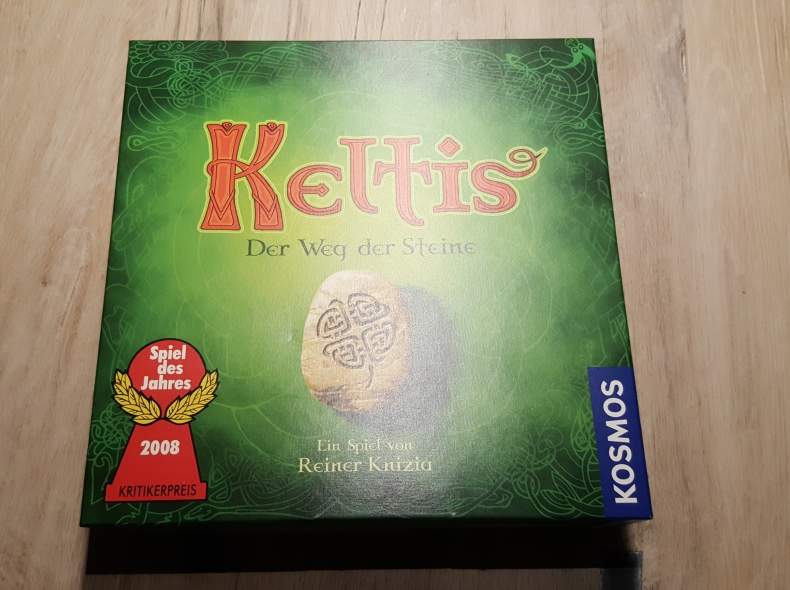 Keltis
Der Weg der Steine
Spiel
des
Jahres
2008
KRITIKERPREIS
Ein Spiel von
Reiner Knizia
KOSMOS